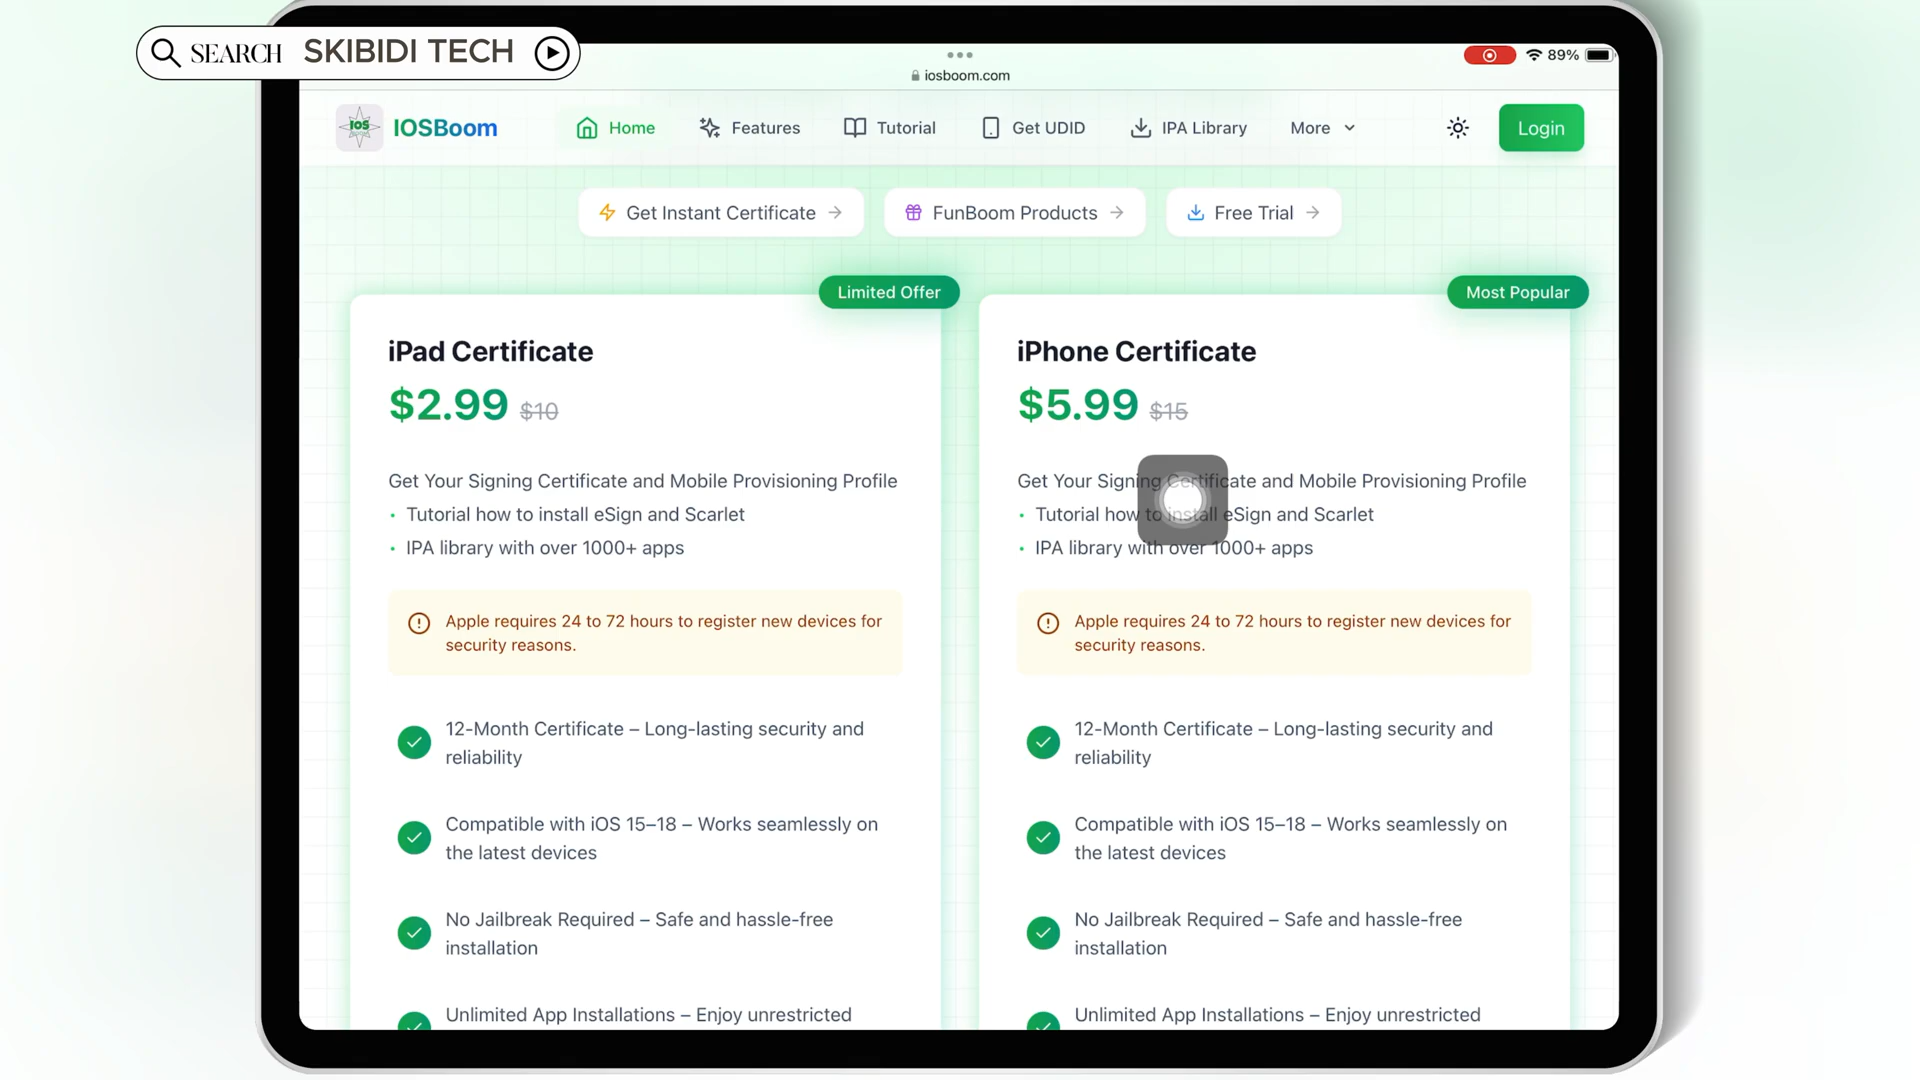 SEARCH SKIBIDI TECH
89%
iosboom.com
iOS
IOSBoom
Home
Features
Tutorial
Get UDID
IPA Library
More
Login
Get Instant Certificate
FunBoom Products
Free Trial
Limited Offer
iPad Certificate
$2.99 $10
Get Your Signing Certificate and Mobile Provisioning Profile
• Tutorial how to install eSign and Scarlet
• IPA library with over 1000+ apps
Apple requires 24 to 72 hours to register new devices for
security reasons.
12-Month Certificate – Long-lasting security and
reliability
Compatible with iOS 15–18 – Works seamlessly on
the latest devices
No Jailbreak Required – Safe and hassle-free
installation
Unlimited App Installations – Enjoy unrestricted
Most Popular
iPhone Certificate
$5.99 $15
Get Your Signing Certificate and Mobile Provisioning Profile
• Tutorial how to install eSign and Scarlet
• IPA library with over 1000+ apps
Apple requires 24 to 72 hours to register new devices for
security reasons.
12-Month Certificate – Long-lasting security and
reliability
Compatible with iOS 15–18 – Works seamlessly on
the latest devices
No Jailbreak Required – Safe and hassle-free
installation
Unlimited App Installations – Enjoy unrestricted